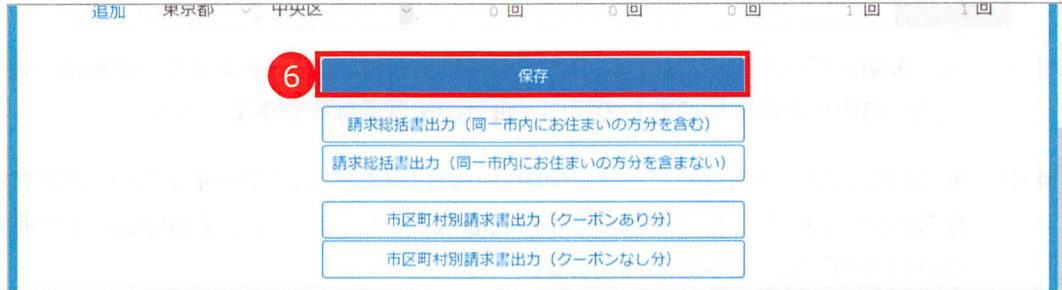 追加 東京都 中央区 0 回 0 回 0 回 1 回 1 回
6 保存
請求総括書出力（同一市内にお住まいの方分を含む）
請求総括書出力（同一市内にお住まいの方分を含まない）
市区町村別請求書出力（クーポンあり分）
市区町村別請求書出力（クーポンなし分）